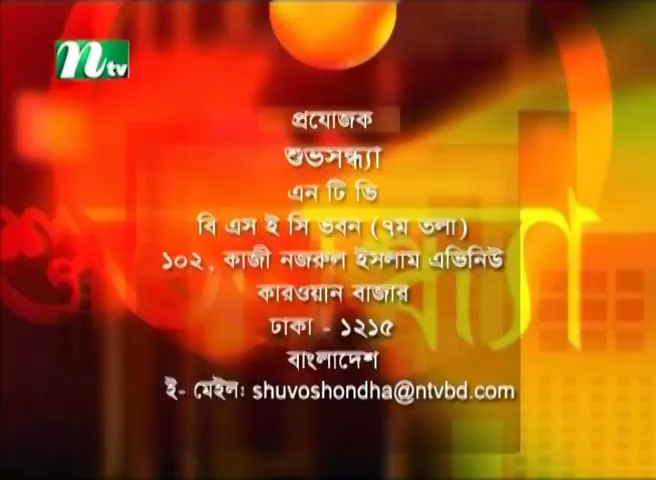 ntv
প্রযোজক
শুভসন্ধ্যা
এন টি ভি
বি এস ই সি ভবন (৭ম তলা)
১০২, কাজী নজরুল ইসলাম এভিনিউ
কারওয়ান বাজার
ঢাকা - ১২১৫
বাংলাদেশ
ই- মেইল: shuvoshondha@ntvbd.com